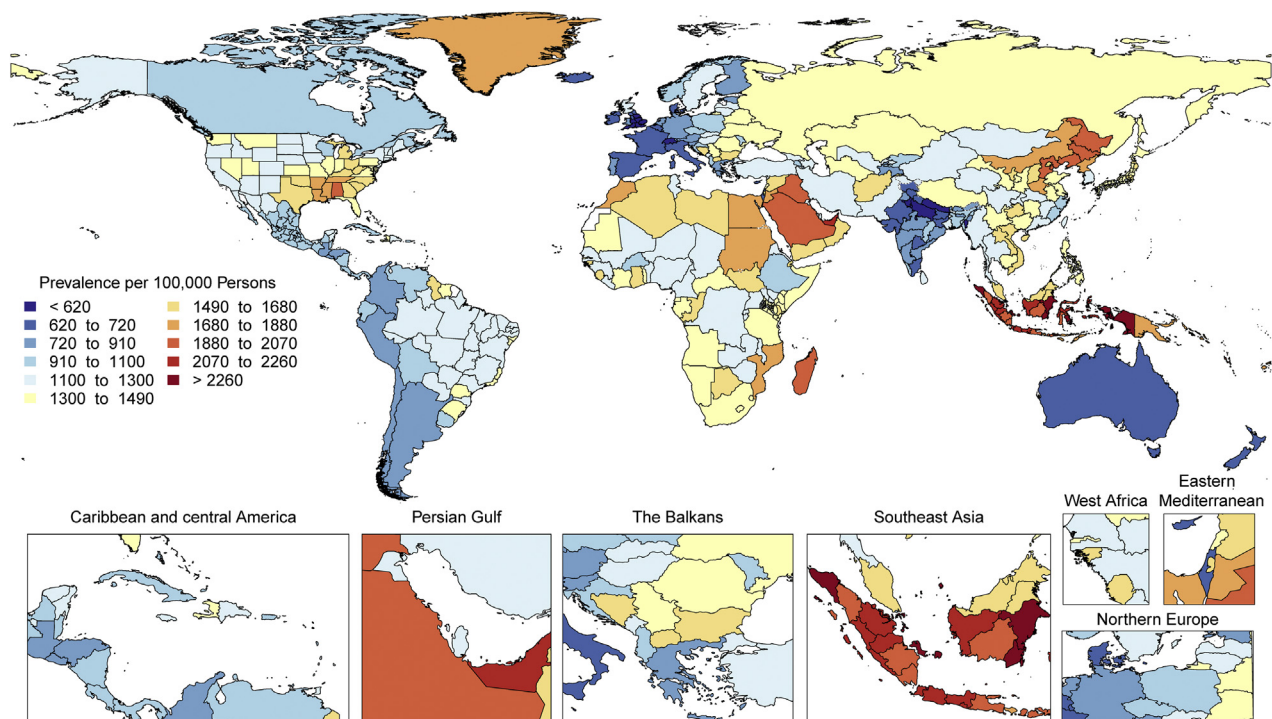 Prevalence per 100,000 Persons
< 620
620 to 720
720 to 910
910 to 1100
1100 to 1300
1300 to 1490
1490 to 1680
1680 to 1880
1880 to 2070
2070 to 2260
> 2260
Caribbean and central America
Persian Gulf
The Balkans
Southeast Asia
West Africa
Eastern
Mediterranean
Northern Europe